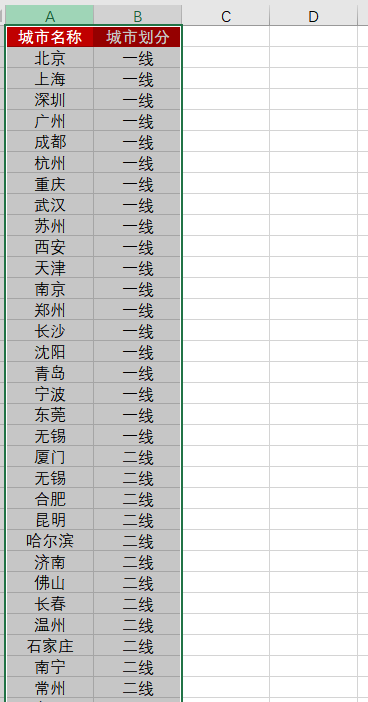 A B C D
城市名称 城市划分
北京 一线
上海 一线
深圳 一线
广州 一线
成都 一线
杭州 一线
重庆 一线
武汉 一线
苏州 一线
西安 一线
天津 一线
南京 一线
郑州 一线
长沙 一线
沈阳 一线
青岛 一线
宁波 一线
东莞 一线
无锡 一线
厦门 二线
无锡 二线
合肥 二线
昆明 二线
哈尔滨 二线
济南 二线
佛山 二线
长春 二线
温州 二线
石家庄 二线
南宁 二线
常州 二线